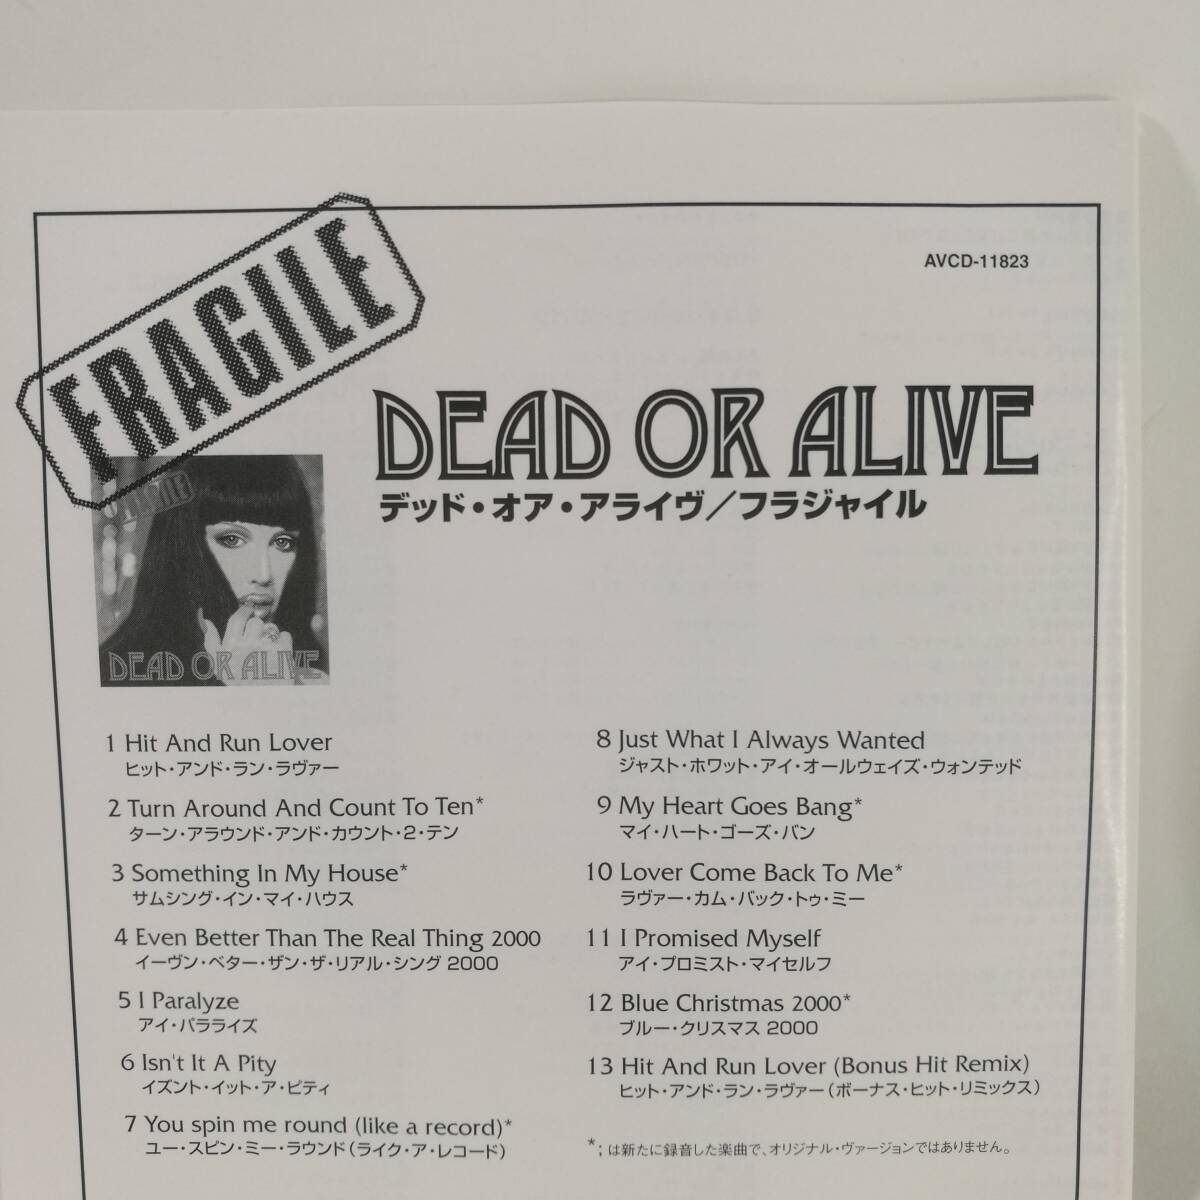 FRAGILE
AVCD-11823
DEAD OR ALIVE
デッド・オア・アライヴ／フラジャイル
FRAGILE
DEAD OR ALIVE
1 Hit And Run Lover
ヒット・アンド・ラン・ラヴァー
2 Turn Around And Count To Ten*
ターン・アラウンド・アンド・カウント・2・テン
3 Something In My House*
サムシング・イン・マイ・ハウス
4 Even Better Than The Real Thing 2000
イーヴン・ベター・ザン・ザ・リアル・シング 2000
5 I Paralyze
アイ・パラライズ
6 Isn't It A Pity
イズント・イット・ア・ピティ
7 You spin me round (like a record)*
ユー・スピン・ミー・ラウンド(ライク・ア・レコード)
8 Just What I Always Wanted
ジャスト・ホワット・アイ・オールウェイズ・ウォンテッド
9 My Heart Goes Bang*
マイ・ハート・ゴーズ・バン
10 Lover Come Back To Me*
ラヴァー・カム・バック・トゥ・ミー
11 I Promised Myself
アイ・プロミスト・マイセルフ
12 Blue Christmas 2000*
ブルー・クリスマス 2000
13 Hit And Run Lover (Bonus Hit Remix)
ヒット・アンド・ラン・ラヴァー(ボーナス・ヒット・リミックス)
*;は新たに録音した楽曲で、オリジナル・ヴァージョンではありません。